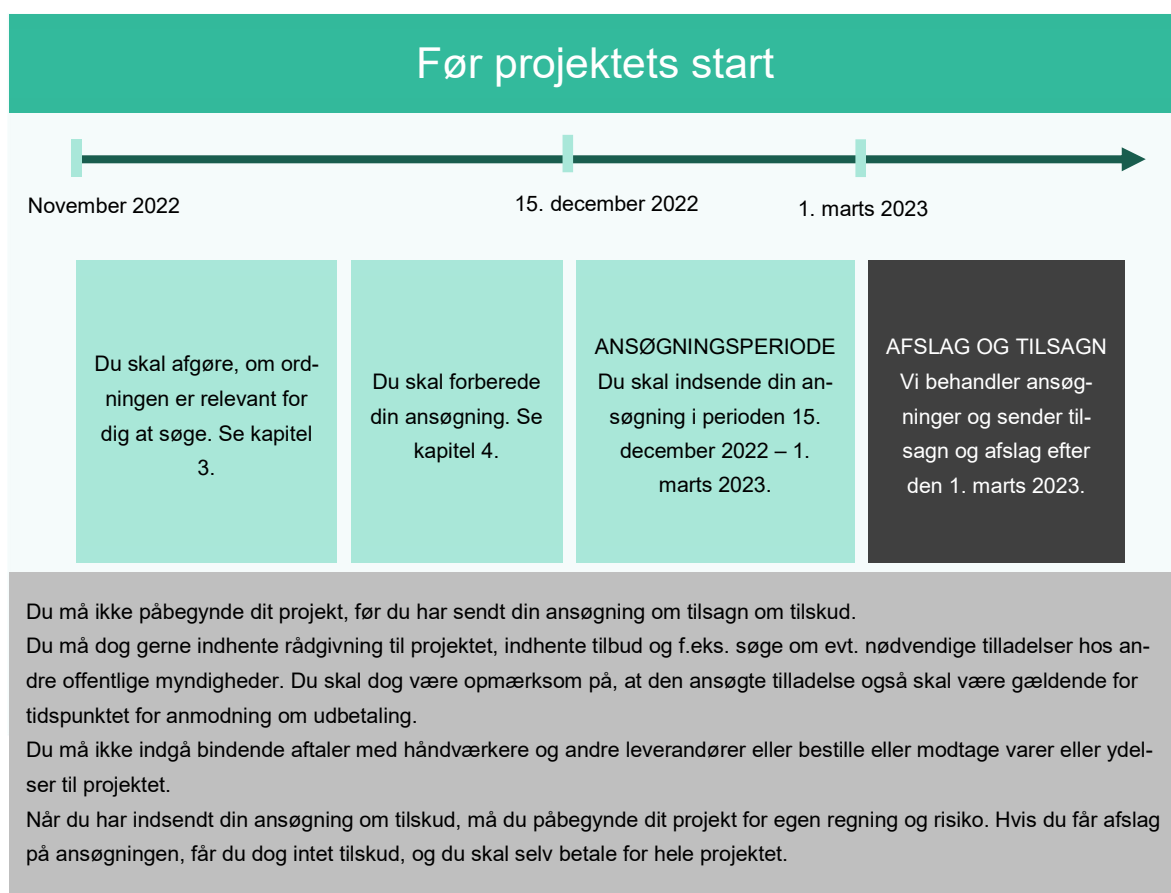 Før projektets start
November 2022
15. december 2022
1. marts 2023
Du skal afgøre, om ord-
ningen er relevant for
dig at søge. Se kapitel
3.
Du skal forberede
din ansøgning. Se
kapitel 4.
ANSØGNINGSPERIODE
Du skal indsende din an-
søgning i perioden 15.
december 2022 – 1.
marts 2023.
AFSLAG OG TILSAGN
Vi behandler ansøg-
ninger og sender til-
sagn og afslag efter
den 1. marts 2023.
Du må ikke påbegynde dit projekt, før du har sendt din ansøgning om tilsagn om tilskud.
Du må dog gerne indhente rådgivning til projektet, indhente tilbud og f.eks. søge om evt. nødvendige tilladelser hos an-
dre offentlige myndigheder. Du skal dog være opmærksom på, at den ansøgte tilladelse også skal være gældende for
tidspunktet for anmodning om udbetaling.
Du må ikke indgå bindende aftaler med håndværkere og andre leverandører eller bestille eller modtage varer eller ydel-
ser til projektet.
Når du har indsendt din ansøgning om tilskud, må du påbegynde dit projekt for egen regning og risiko. Hvis du får afslag
på ansøgningen, får du dog intet tilskud, og du skal selv betale for hele projektet.